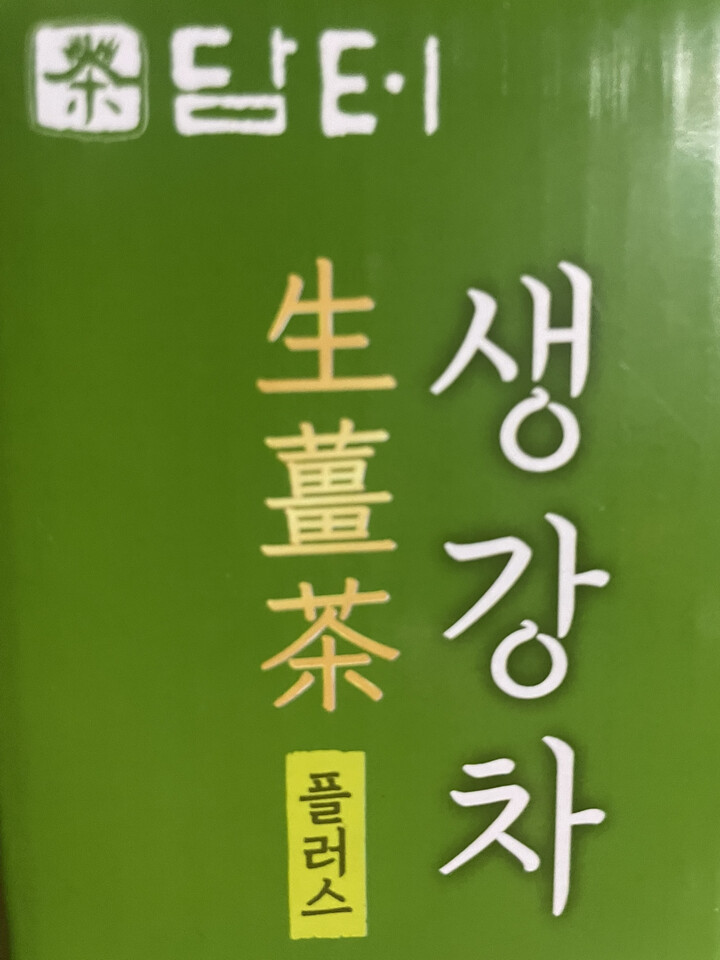 茶 담터
생강차
生薑茶
플러스